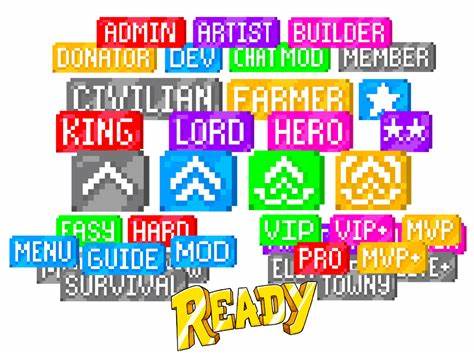 ADMIN ARTIST BUILDER
DONATOR DEV CHATMOD MEMBER
CIVILIAN FARMER
KING LORD HERO
EASY HARD VIP VIP+ MVP
MENU GUIDE MOD PRO MVP+
SURVIVAL TOWNY
READY